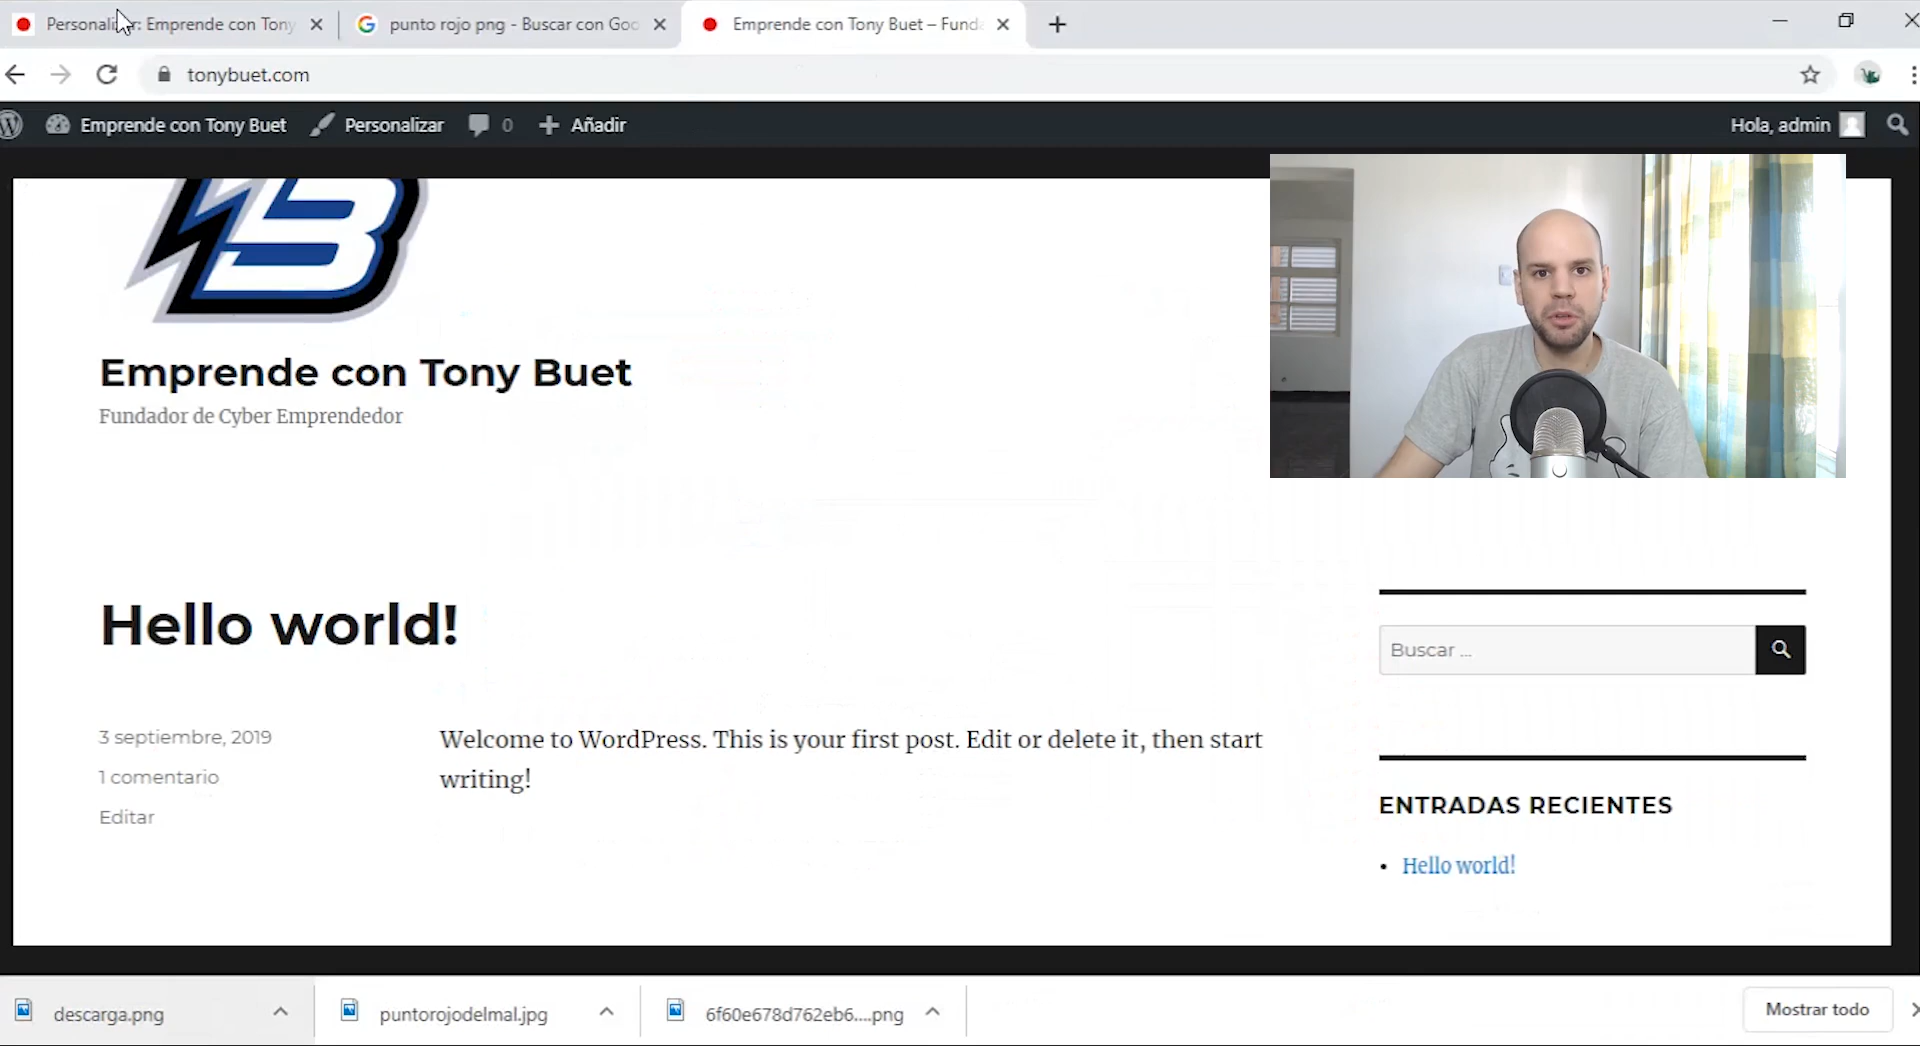 Personalizar: Emprende con Tony
punto rojo png - Buscar con Goo
Emprende con Tony Buet – Funda
tonybuet.com
Emprende con Tony Buet
Personalizar
0
Añadir
Hola, admin
B
Emprende con Tony Buet
Fundador de Cyber Emprendedor
Hello world!
3 septiembre, 2019
1 comentario
Editar
Welcome to WordPress. This is your first post. Edit or delete it, then start
writing!
Buscar ...
ENTRADAS RECIENTES
• Hello world!
descarga.png
puntorojodelmal.jpg
6f60e678d762eb6....png
Mostrar todo